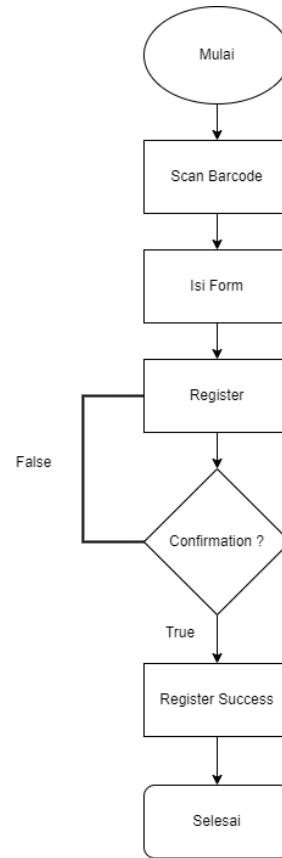 Mulai
Scan Barcode
Isi Form
Register
False
Confirmation ?
True
Register Success
Selesai